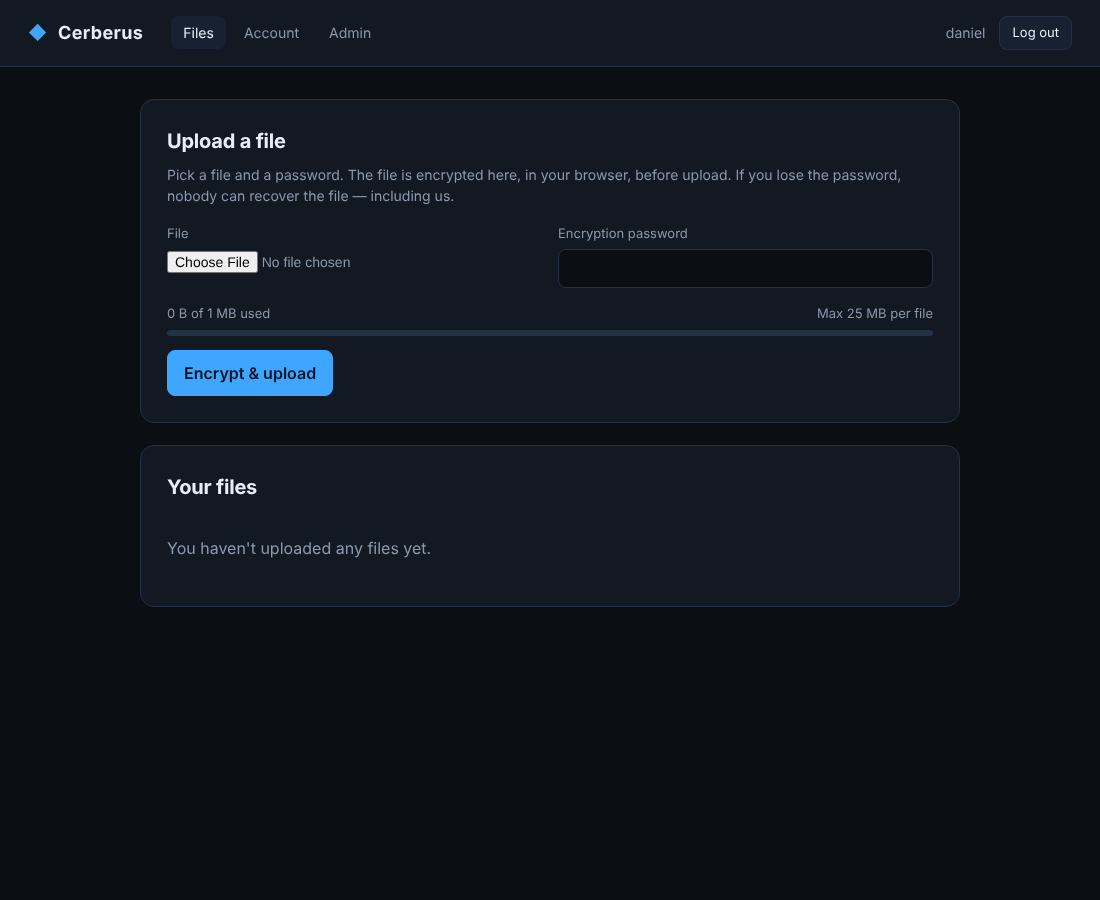 Cerberus Files Account Admin daniel Log out
Upload a file
Pick a file and a password. The file is encrypted here, in your browser, before upload. If you lose the password,
nobody can recover the file — including us.
File Encryption password
Choose File No file chosen
0 B of 1 MB used Max 25 MB per file
Encrypt & upload
Your files
You haven't uploaded any files yet.